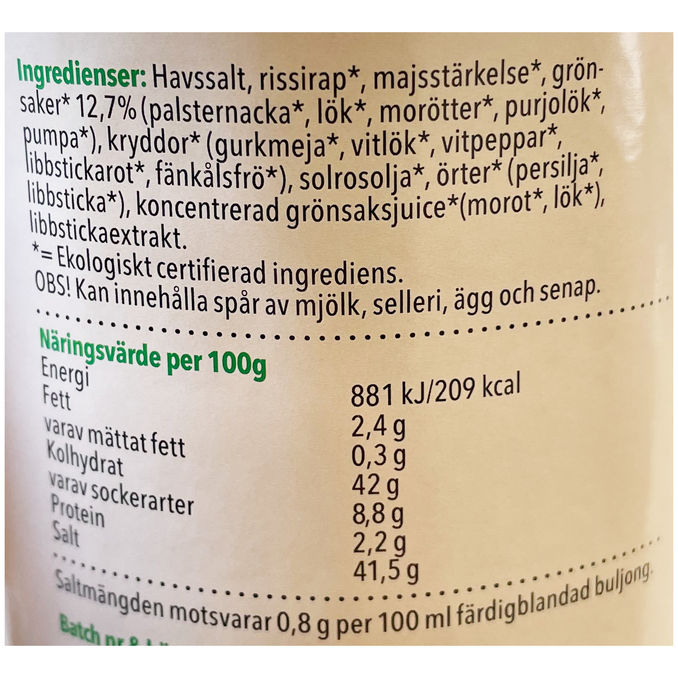 Ingredienser: Havssalt, rissirap*, majsstärkelse*, grön-
saker* 12,7% (palsternacka*, lök*, morötter*, purjolök*,
pumpa*), kryddor* (gurkmeja*, vitlök*, vitpeppar*,
libbstickarot*, fänkålsfrö*), solrosolja*, örter* (persilja*,
libbsticka*), koncentrerad grönsaksjuice*(morot*, lök*),
libbstickaextrakt.
*= Ekologiskt certifierad ingrediens.
OBS! Kan innehålla spår av mjölk, selleri, ägg och senap.
Näringsvärde per 100g
Energi 881 kJ/209 kcal
Fett 2,4 g
varav mättat fett 0,3 g
Kolhydrat 42 g
varav sockerarter 8,8 g
Protein 2,2 g
Salt 41,5 g
Saltmängden motsvarar 0,8 g per 100 ml färdigblandad buljong.
Batch nr &